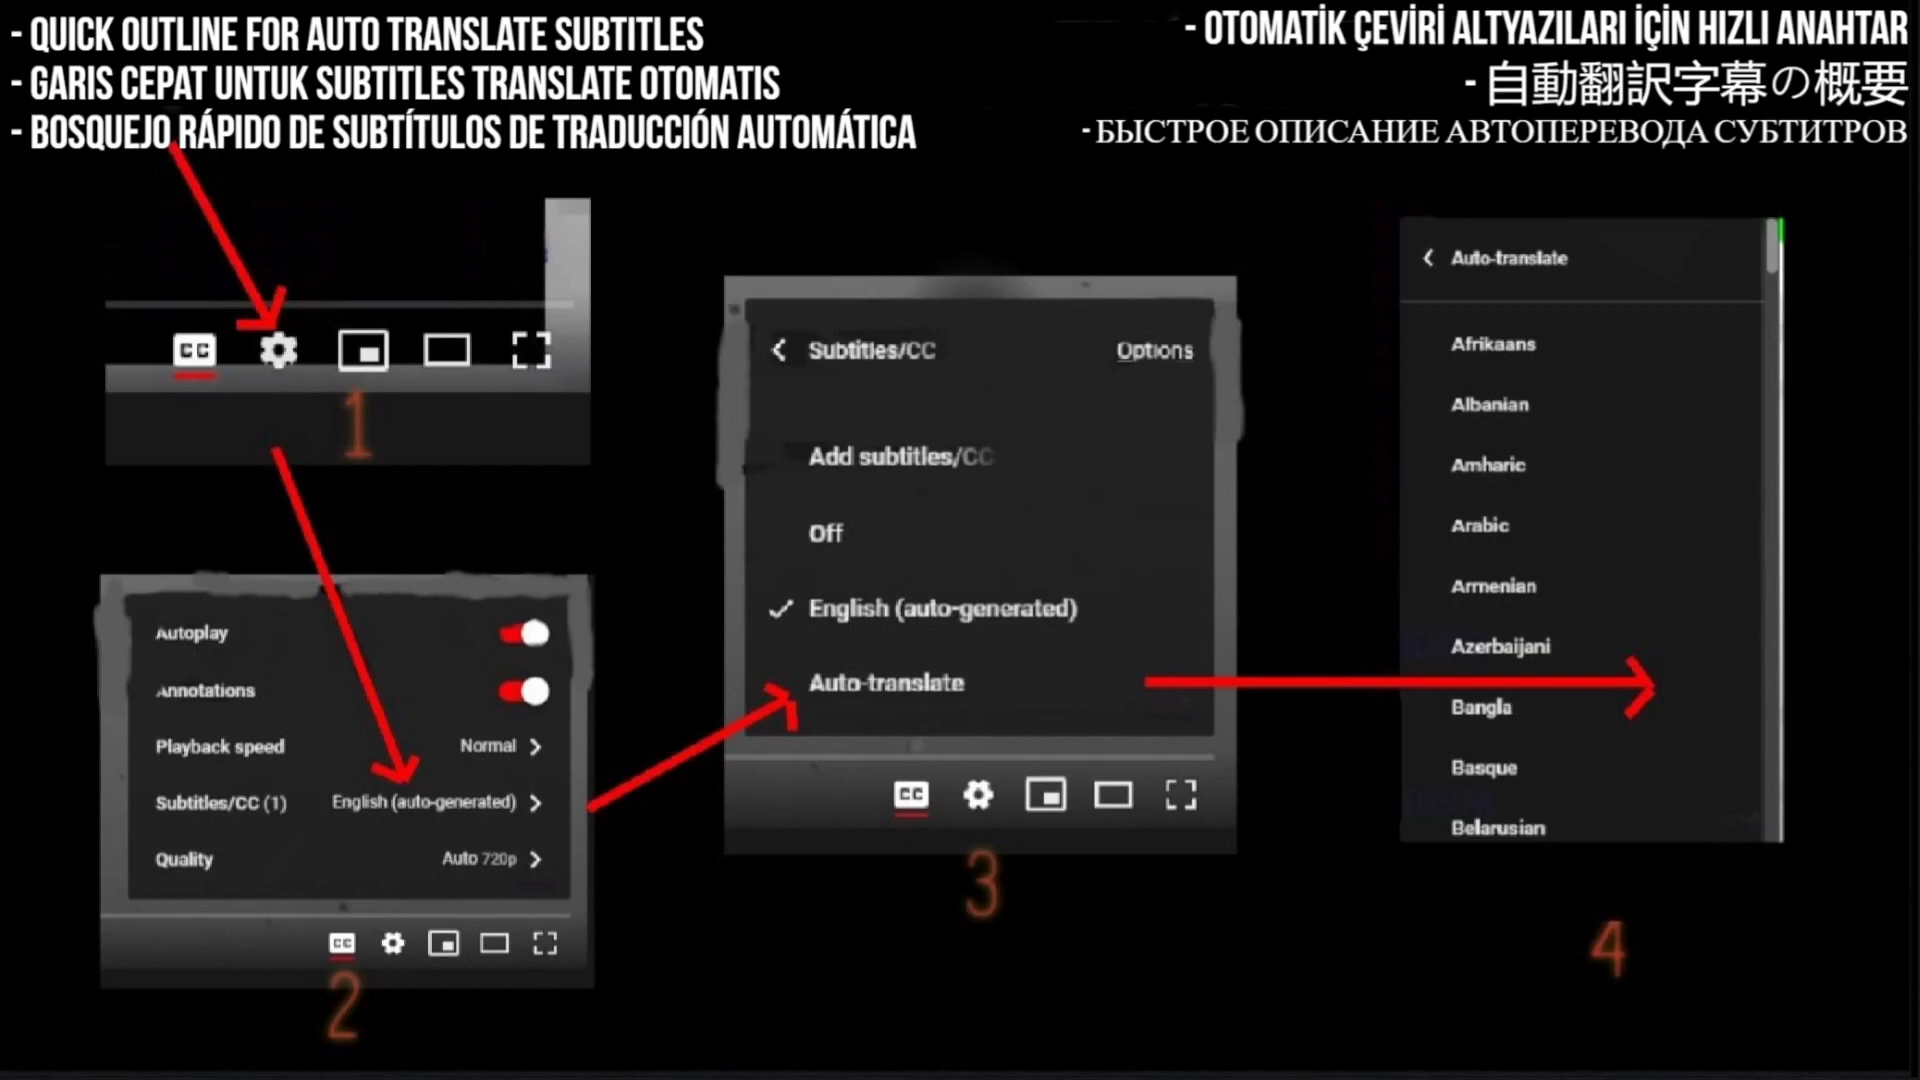 - QUICK OUTLINE FOR AUTO TRANSLATE SUBTITLES
- GARIS CEPAT UNTUK SUBTITLES TRANSLATE OTOMATIS
- BOSQUEJO RÁPIDO DE SUBTÍTULOS DE TRADUCCIÓN AUTOMÁTICA
- OTOMATİK ÇEVİRİ ALTYAZILARI İÇİN HIZLI ANAHTAR
- 自動翻訳字幕の概要
- БЫСТРОЕ ОПИСАНИЕ АВТОПЕРЕВОДА СУБТИТРОВ
CC
1
Autoplay
Annotations
Playback speed Normal
Subtitles/CC (1) English (auto-generated)
Quality Auto 720p
CC
2
Subtitles/CC Options
Add subtitles/CC
Off
English (auto-generated)
Auto-translate
CC
3
Auto-translate
Afrikaans
Albanian
Amharic
Arabic
Armenian
Azerbaijani
Bangla
Basque
Belarusian
4